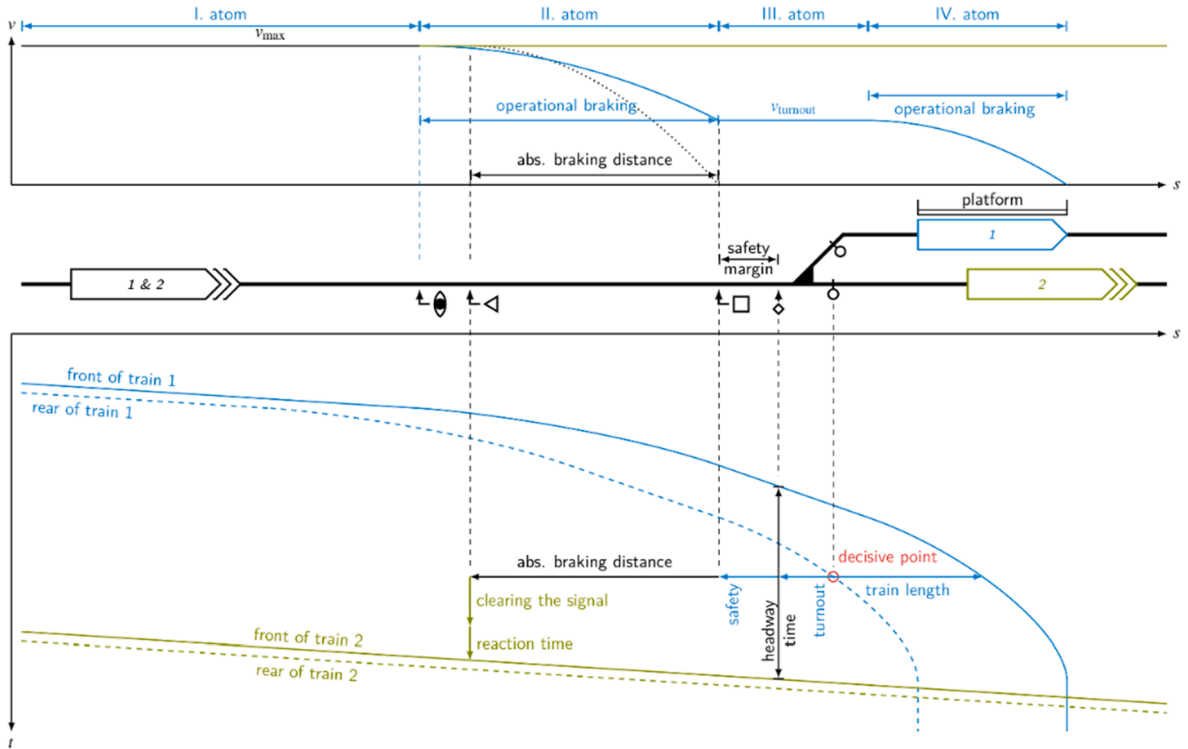 I. atom
II. atom
III. atom
IV. atom
v
vmax
operational braking
vturnout
operational braking
abs. braking distance
s
platform
safety
margin
1
1 & 2
2
s
front of train 1
rear of train 1
abs. braking distance
decisive point
clearing the signal
safety
headway
time
turnout
train length
front of train 2
reaction time
rear of train 2
t